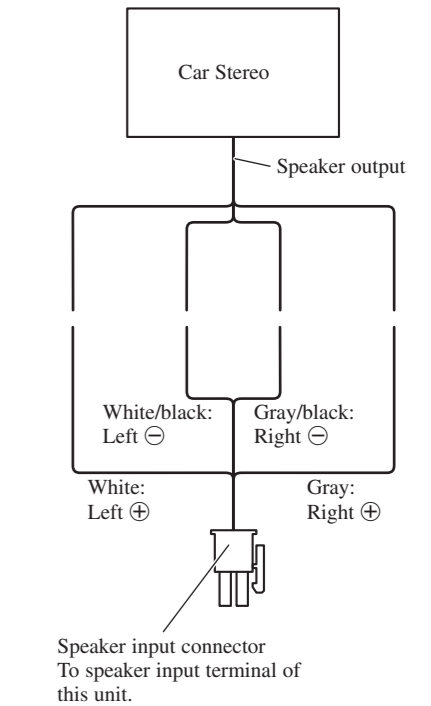 Car Stereo
Speaker output
White/black:
Left ⊖
Gray/black:
Right ⊖
White:
Left ⊕
Gray:
Right ⊕
Speaker input connector
To speaker input terminal of
this unit.